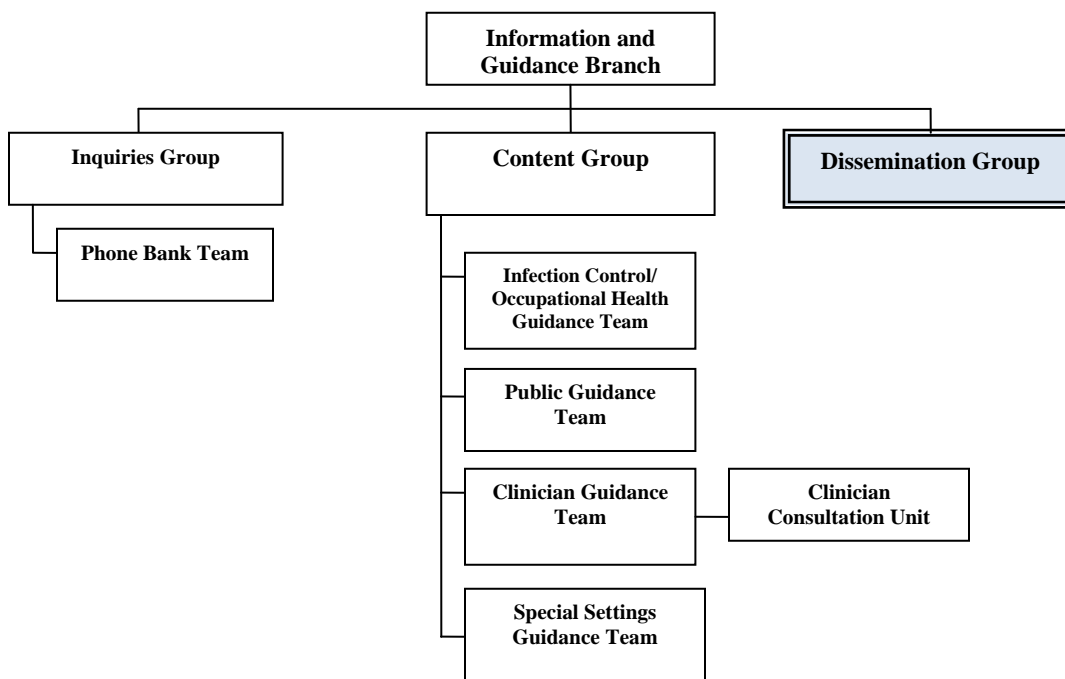 Information and
Guidance Branch
Inquiries Group
Content Group
Dissemination Group
Phone Bank Team
Infection Control/
Occupational Health
Guidance Team
Public Guidance
Team
Clinician Guidance
Team
Clinician
Consultation Unit
Special Settings
Guidance Team